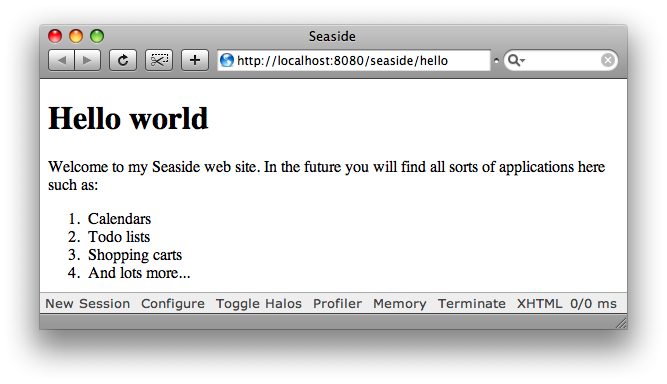 Seaside
http://localhost:8080/seaside/hello
Hello world
Welcome to my Seaside web site. In the future you will find all sorts of applications here
such as:
1. Calendars
2. Todo lists
3. Shopping carts
4. And lots more...
New Session Configure Toggle Halos Profiler Memory Terminate XHTML 0/0 ms